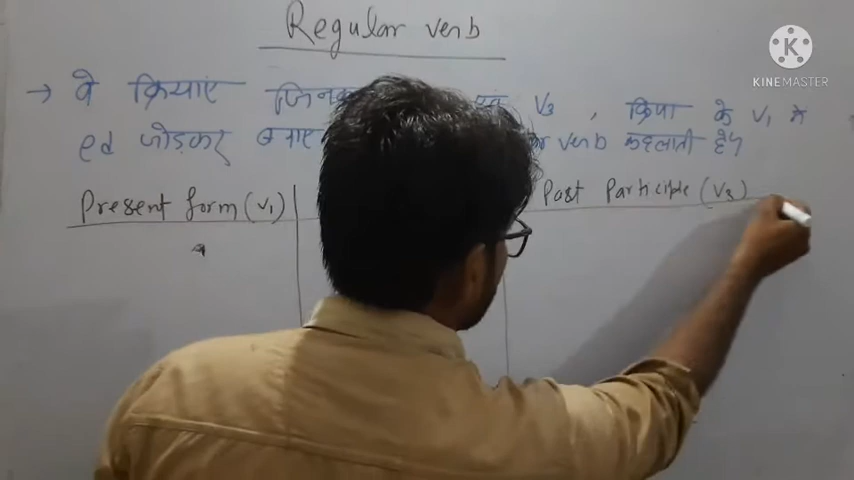 Regular verb
→ वे क्रियाएं जिनक V3 , क्रिया के V1 मे
ed जोड़कर बनाए verb कहलाती है।
Present form (V1) Past Participle (V3)
K
KINEMASTER